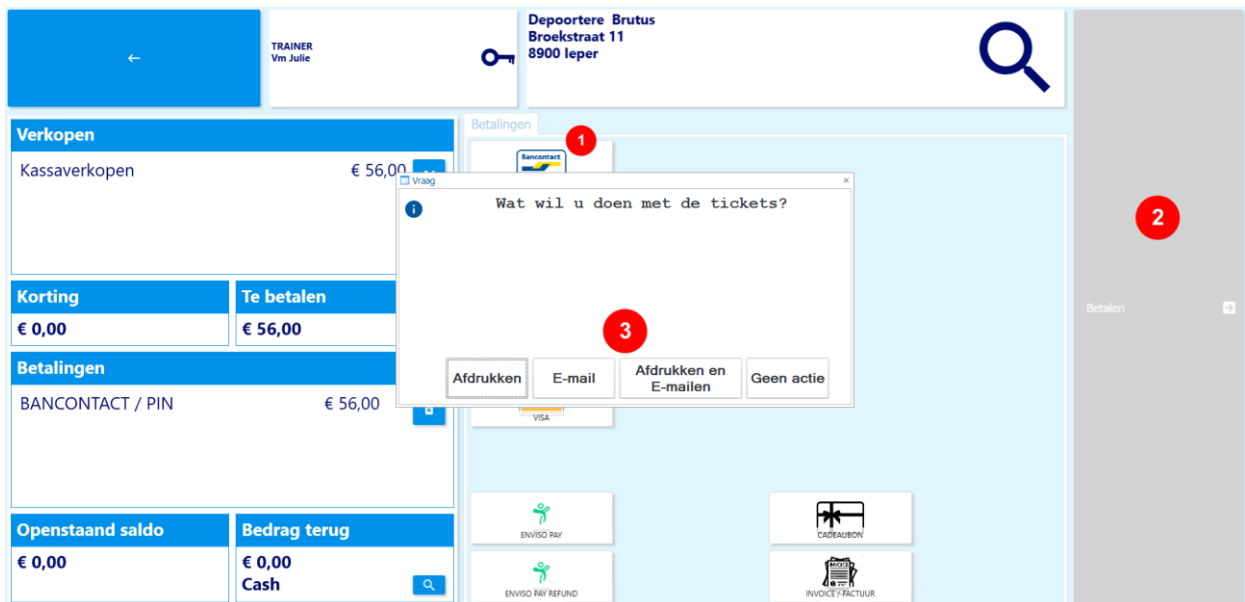 ←
TRAINER
Vm Julie
Depoortere Brutus
Broekstraat 11
8900 Ieper
Verkopen
Kassaverkopen € 56,00
Korting
€ 0,00
Te betalen
€ 56,00
Betalingen
BANCONTACT / PIN € 56,00
Openstaand saldo
€ 0,00
Bedrag terug
€ 0,00
Cash
Betalingen
1
Bancontact
Vraag
Wat wil u doen met de tickets?
3
Afdrukken
E-mail
Afdrukken en
E-mailen
Geen actie
VISA
ENVISO PAY
CADEAUBON
ENVISO PAY REFUND
INVOICE
INVOICE / FACTUUR
2
Betalen